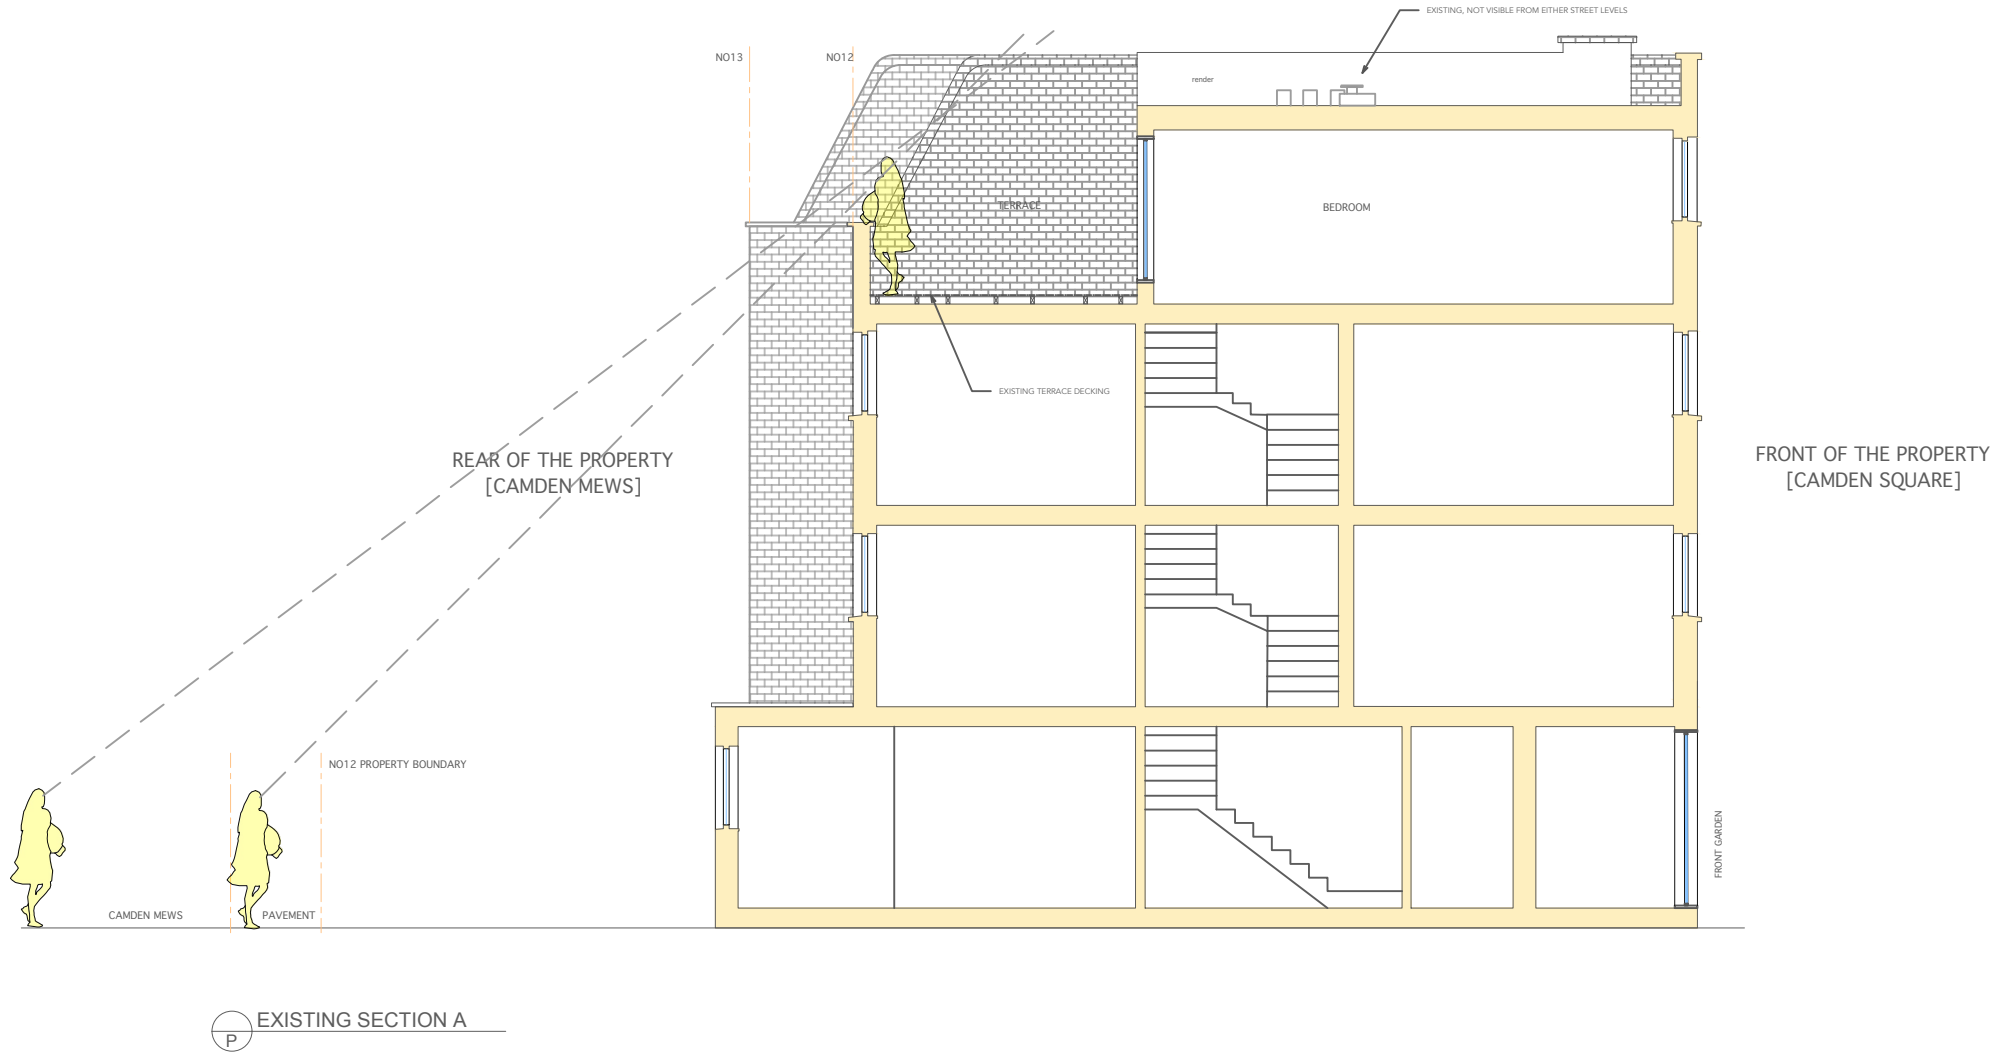 EXISTING, NOT VISIBLE FROM EITHER STREET LEVELS
NO13
NO12
render
TERRACE
BEDROOM
EXISTING TERRACE DECKING
REAR OF THE PROPERTY
[CAMDEN MEWS]
FRONT OF THE PROPERTY
[CAMDEN SQUARE]
NO12 PROPERTY BOUNDARY
FRONT GARDEN
CAMDEN MEWS
PAVEMENT
EXISTING SECTION A
P